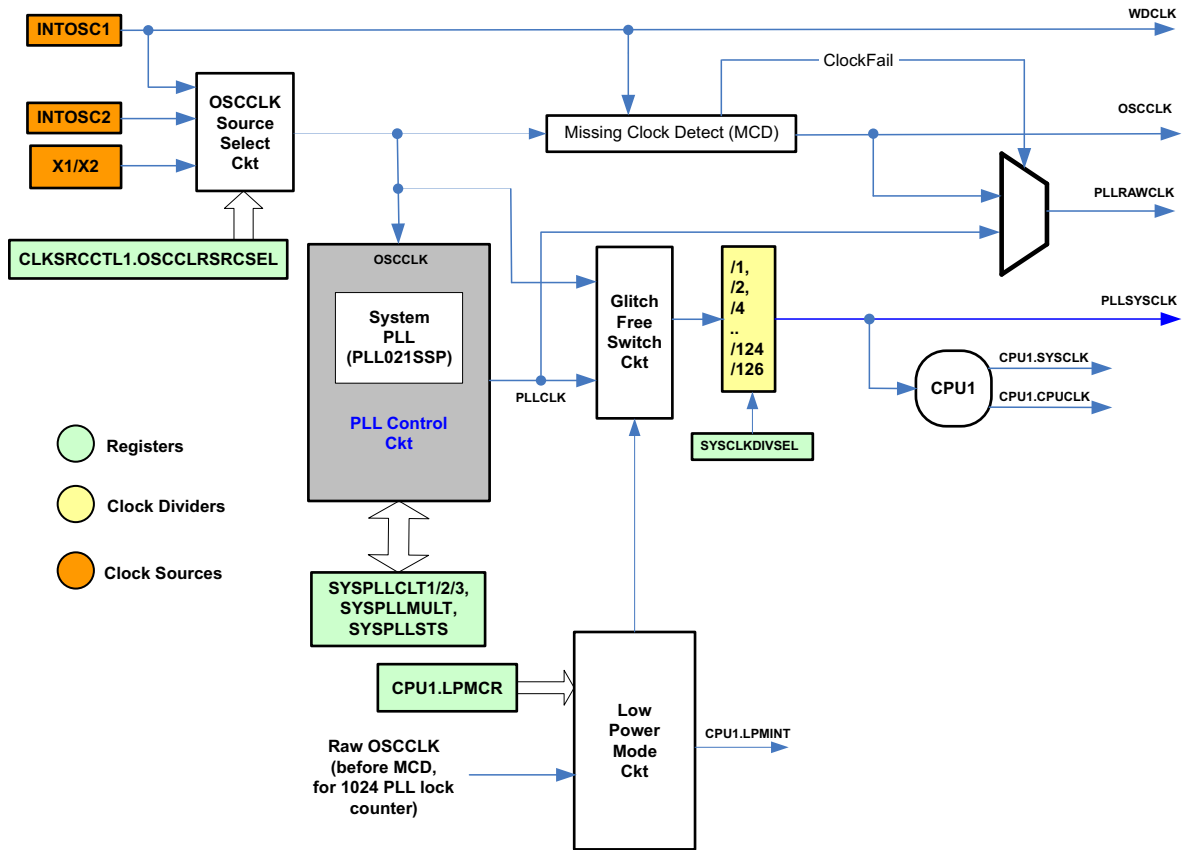 INTOSC1
WDCLK
ClockFail
INTOSC2
OSCCLK
Source
Select
Ckt
Missing Clock Detect (MCD)
OSCCLK
X1/X2
PLLRAWCLK
CLKSRCCTL1.OSCCLRSRCSEL
OSCCLK
System
PLL
(PLL021SSP)
PLL Control
Ckt
PLLCLK
Glitch
Free
Switch
Ckt
/1,
/2,
/4
..
/124
/126
PLLSYSCLK
CPU1
CPU1.SYSCLK
CPU1.CPUCLK
SYSCLKDIVSEL
Registers
Clock Dividers
Clock Sources
SYSPLLCLT1/2/3,
SYSPLLMULT,
SYSPLLSTS
CPU1.LPMCR
Low
Power
Mode
Ckt
CPU1.LPMINT
Raw OSCCLK
(before MCD,
for 1024 PLL lock
counter)